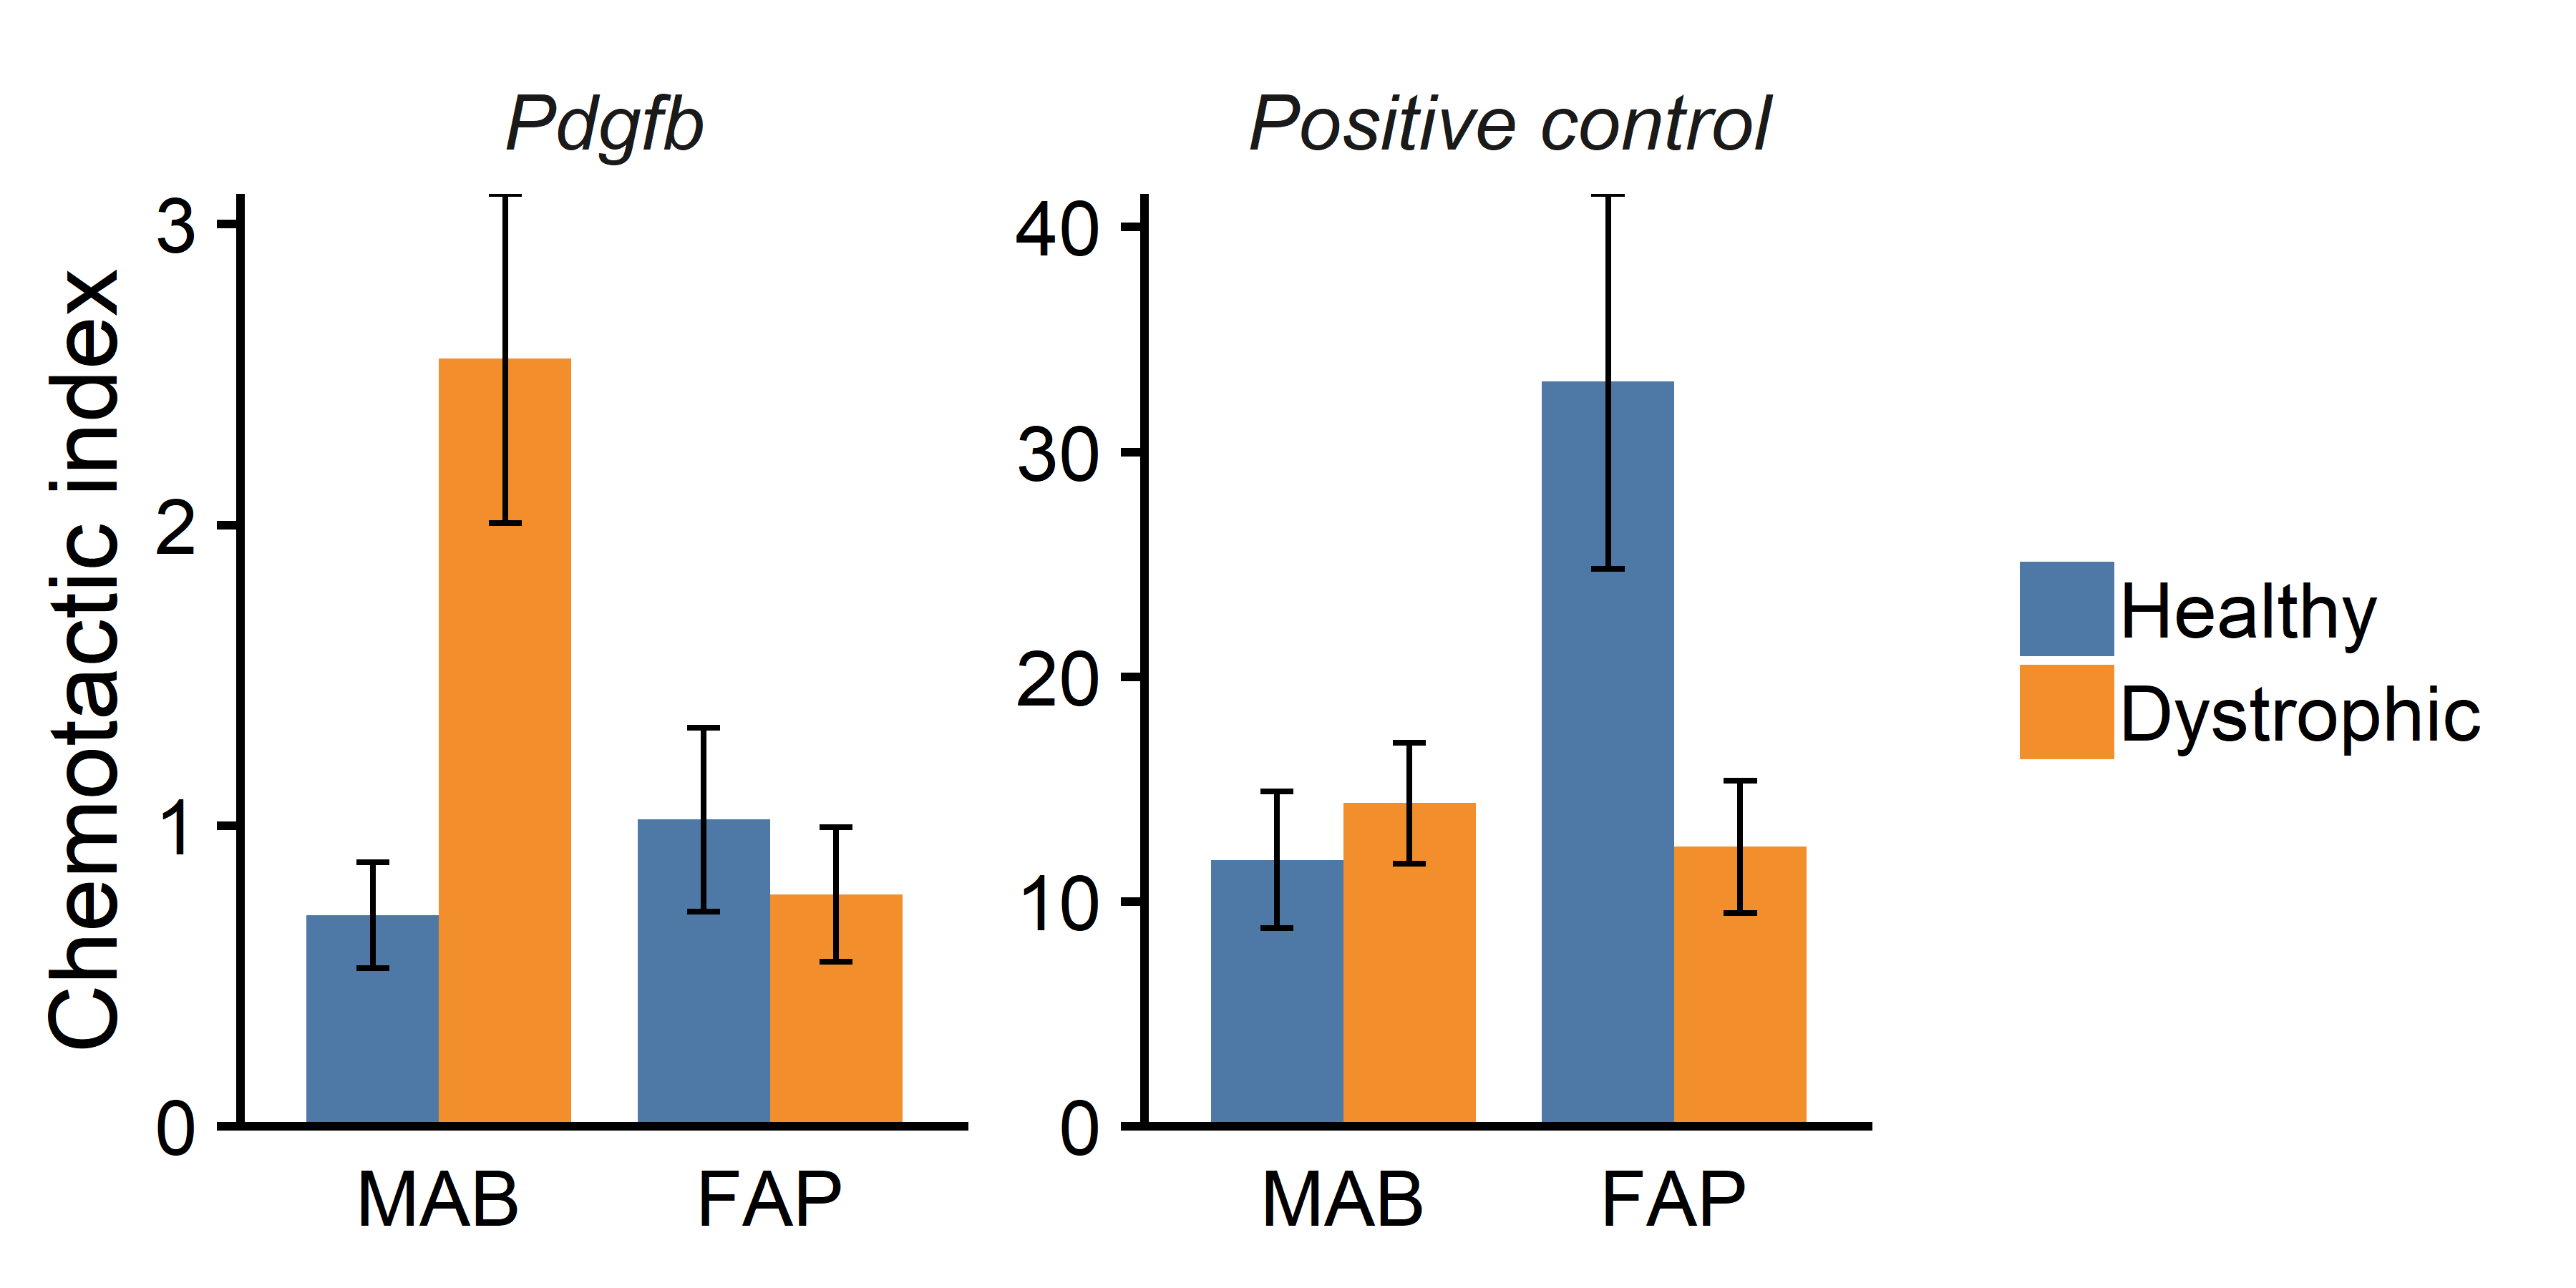 Pdgfb
Positive control
Chemotactic index
3
2
1
0
MAB
FAP
40
30
20
10
0
MAB
FAP
Healthy
Dystrophic